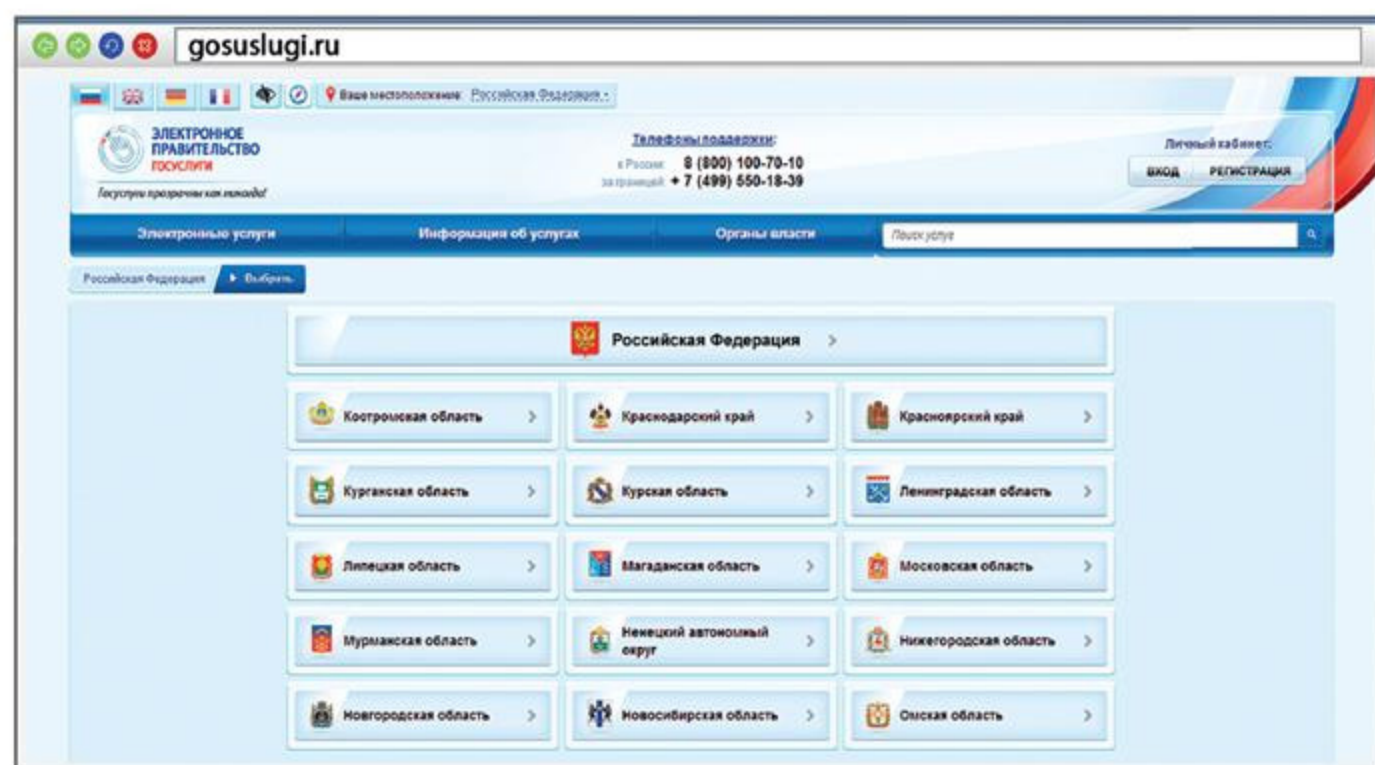 gosuslugi.ru
Ваше местоположение: Российская Федерация
ЭЛЕКТРОННОЕ
ПРАВИТЕЛЬСТВО
ГОСУСЛУГИ
Госуслуги прозрачны как никогда!
Телефоны поддержки:
в России: 8 (800) 100-70-10
за границей: + 7 (499) 550-18-39
Личный кабинет:
ВХОД РЕГИСТРАЦИЯ
Электронные услуги Информация об услугах Органы власти Поиск услуг
Российская Федерация Выбрать
Российская Федерация
Костромская область Краснодарский край Красноярский край
Курганская область Курская область Ленинградская область
Липецкая область Магаданская область Московская область
Мурманская область Ненецкий автономный округ Нижегородская область
Новгородская область Новосибирская область Омская область